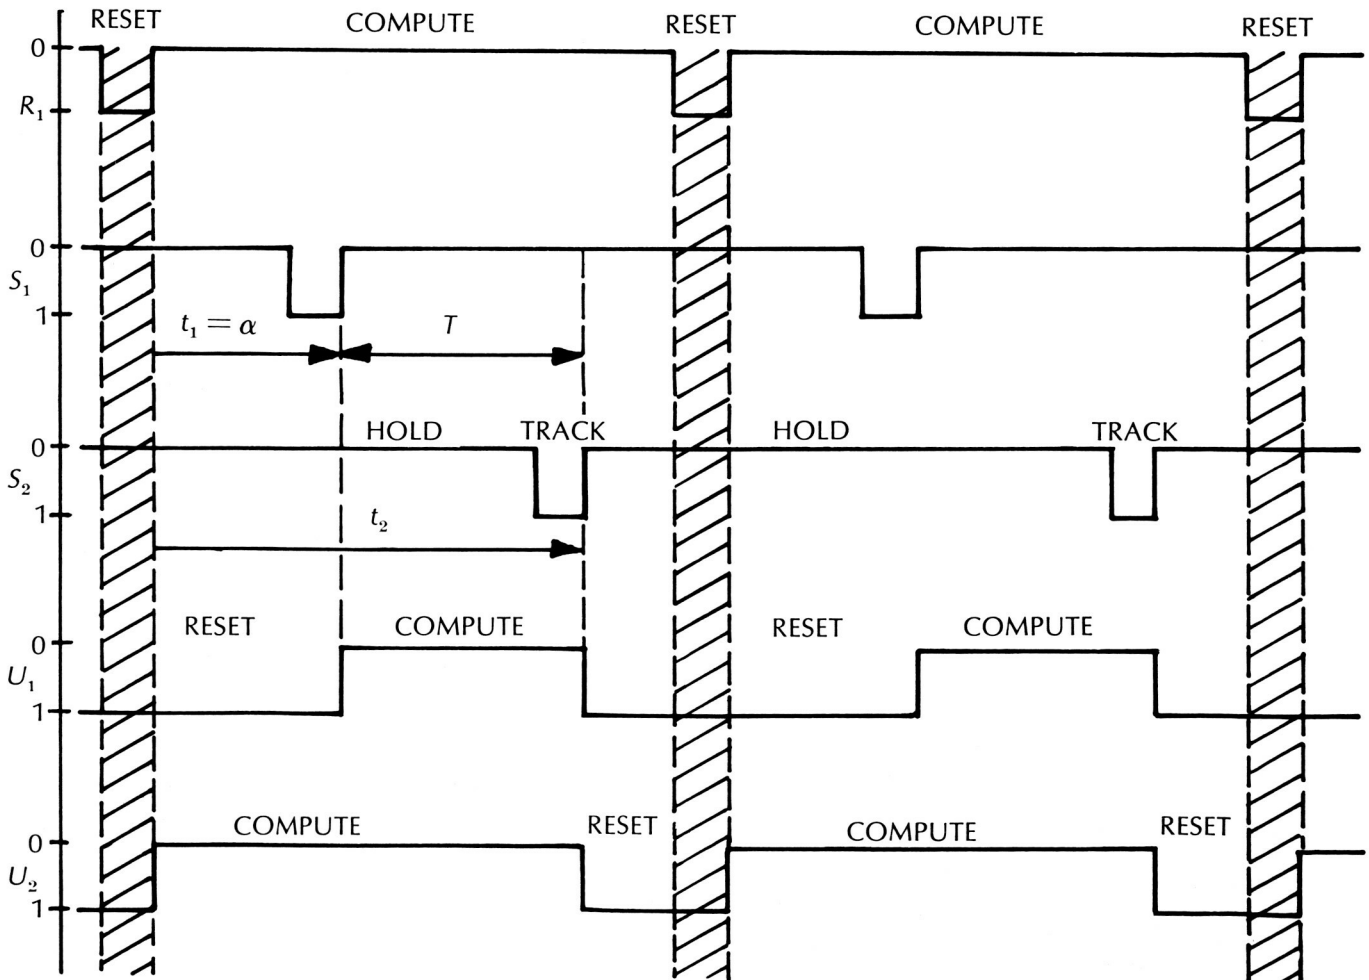 RESET COMPUTE RESET COMPUTE RESET
0
R₁
0
S₁
1
t₁ = α T
HOLD TRACK HOLD TRACK
0
S₂
1
t₂
RESET COMPUTE RESET COMPUTE
0
U₁
1
COMPUTE RESET COMPUTE RESET
0
U₂
1